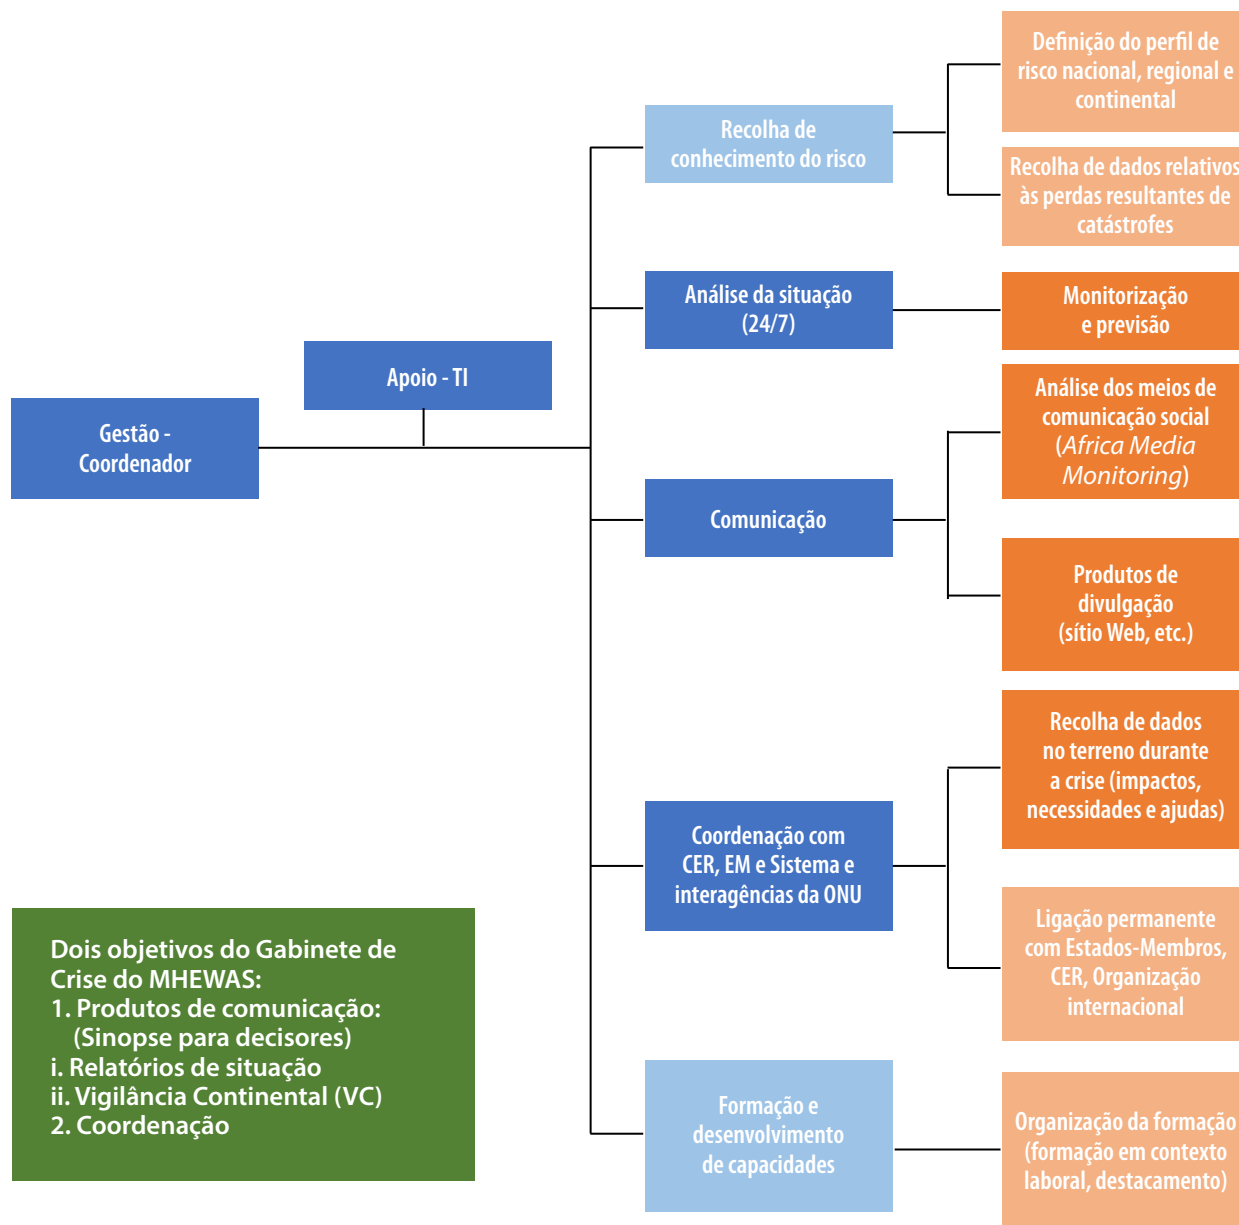 Gestão -
Coordenador
Apoio - TI
Recolha de
conhecimento do risco
Definição do perfil de
risco nacional, regional e
continental
Recolha de dados relativos
às perdas resultantes de
catástrofes
Análise da situação
(24/7)
Monitorização
e previsão
Comunicação
Análise dos meios de
comunicação social
(Africa Media
Monitoring)
Produtos de
divulgação
(sítio Web, etc.)
Coordenação com
CER, EM e Sistema e
interagências da ONU
Recolha de dados
no terreno durante
a crise (impactos,
necessidades e ajudas)
Ligação permanente
com Estados-Membros,
CER, Organização
internacional
Formação e
desenvolvimento
de capacidades
Organização da formação
(formação em contexto
laboral, destacamento)
Dois objetivos do Gabinete de
Crise do MHEWAS:
1. Produtos de comunicação:
(Sinopse para decisores)
i. Relatórios de situação
ii. Vigilância Continental (VC)
2. Coordenação